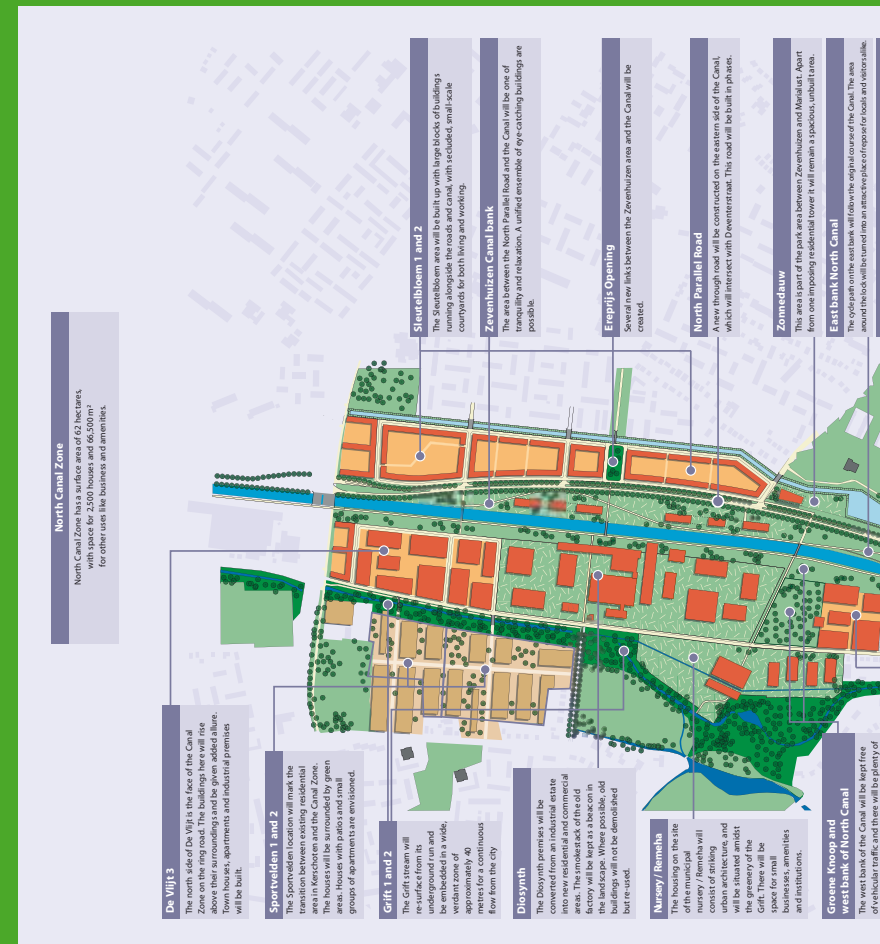 North Canal Zone
North Canal Zone has a surface area of 62 hectares,
with space for 2,500 houses and 66,500 m²
for other uses like business and amenities.
De Vlijt 3
The north side of De Vlijt is the face of the Canal
Zone on the ring road. The buildings here will rise
above their surroundings and be given added allure.
Town houses, apartments and industrial premises
will be built.
Sportvelden 1 and 2
The Sportvelden location will mark the
transition between existing residential
area in Kerschoten and the Canal Zone.
The houses will be surrounded by green
areas. Houses with patios and small
groups of apartments are envisioned.
Grift 1 and 2
The Grift stream will
re-surface from its
underground run and
be embedded in a wide,
verdant zone of
approximately 40
metres for a continuous
flow from the city
Diosynth
The Diosynth premises will be
converted from an industrial estate
into new residential and commercial
areas. The smokestack of the old
factory will be kept as a beacon in
the landscape. Where possible, old
buildings will not be demolished
but re-used.
Nursery / Remeha
The housing on the site
of the municipal
nursery / Remeha will
consist of striking
urban architecture, and
will be situated amidst
the greenery of the
Grift. There will be
space for small
businesses, amenities
and institutions.
Groene Knoop and
west bank of North Canal
The west bank of the Canal will be kept free
of vehicular traffic and there will be plenty of
Sleutelbloem 1 and 2
The Sleutelbloem area will be built up with large blocks of buildings
running alongside the roads and canal, with secluded, small-scale
courtyards for both living and working.
Zevenhuizen Canal bank
The area between the North Parallel Road and the Canal will be one of
tranquility and relaxation. A unified ensemble of eye-catching buildings are
possible.
Ereprijs Opening
Several new links between the Zevenhuizen area and the Canal will be
created.
North Parallel Road
A new through road will be constructed on the eastern side of the Canal,
which will intersect with Deventerstraat. This road will be built in phases.
Zonnedauw
This area is part of the park area between Zevenhuizen and Marialust. Apart
from one imposing residential tower it will remain a spacious, unbuilt area.
East bank North Canal
The cycle path on the east bank will follow the original course of the Canal. The area
around the lock will be turned into an attractive place of repose for locals and visitors alike.